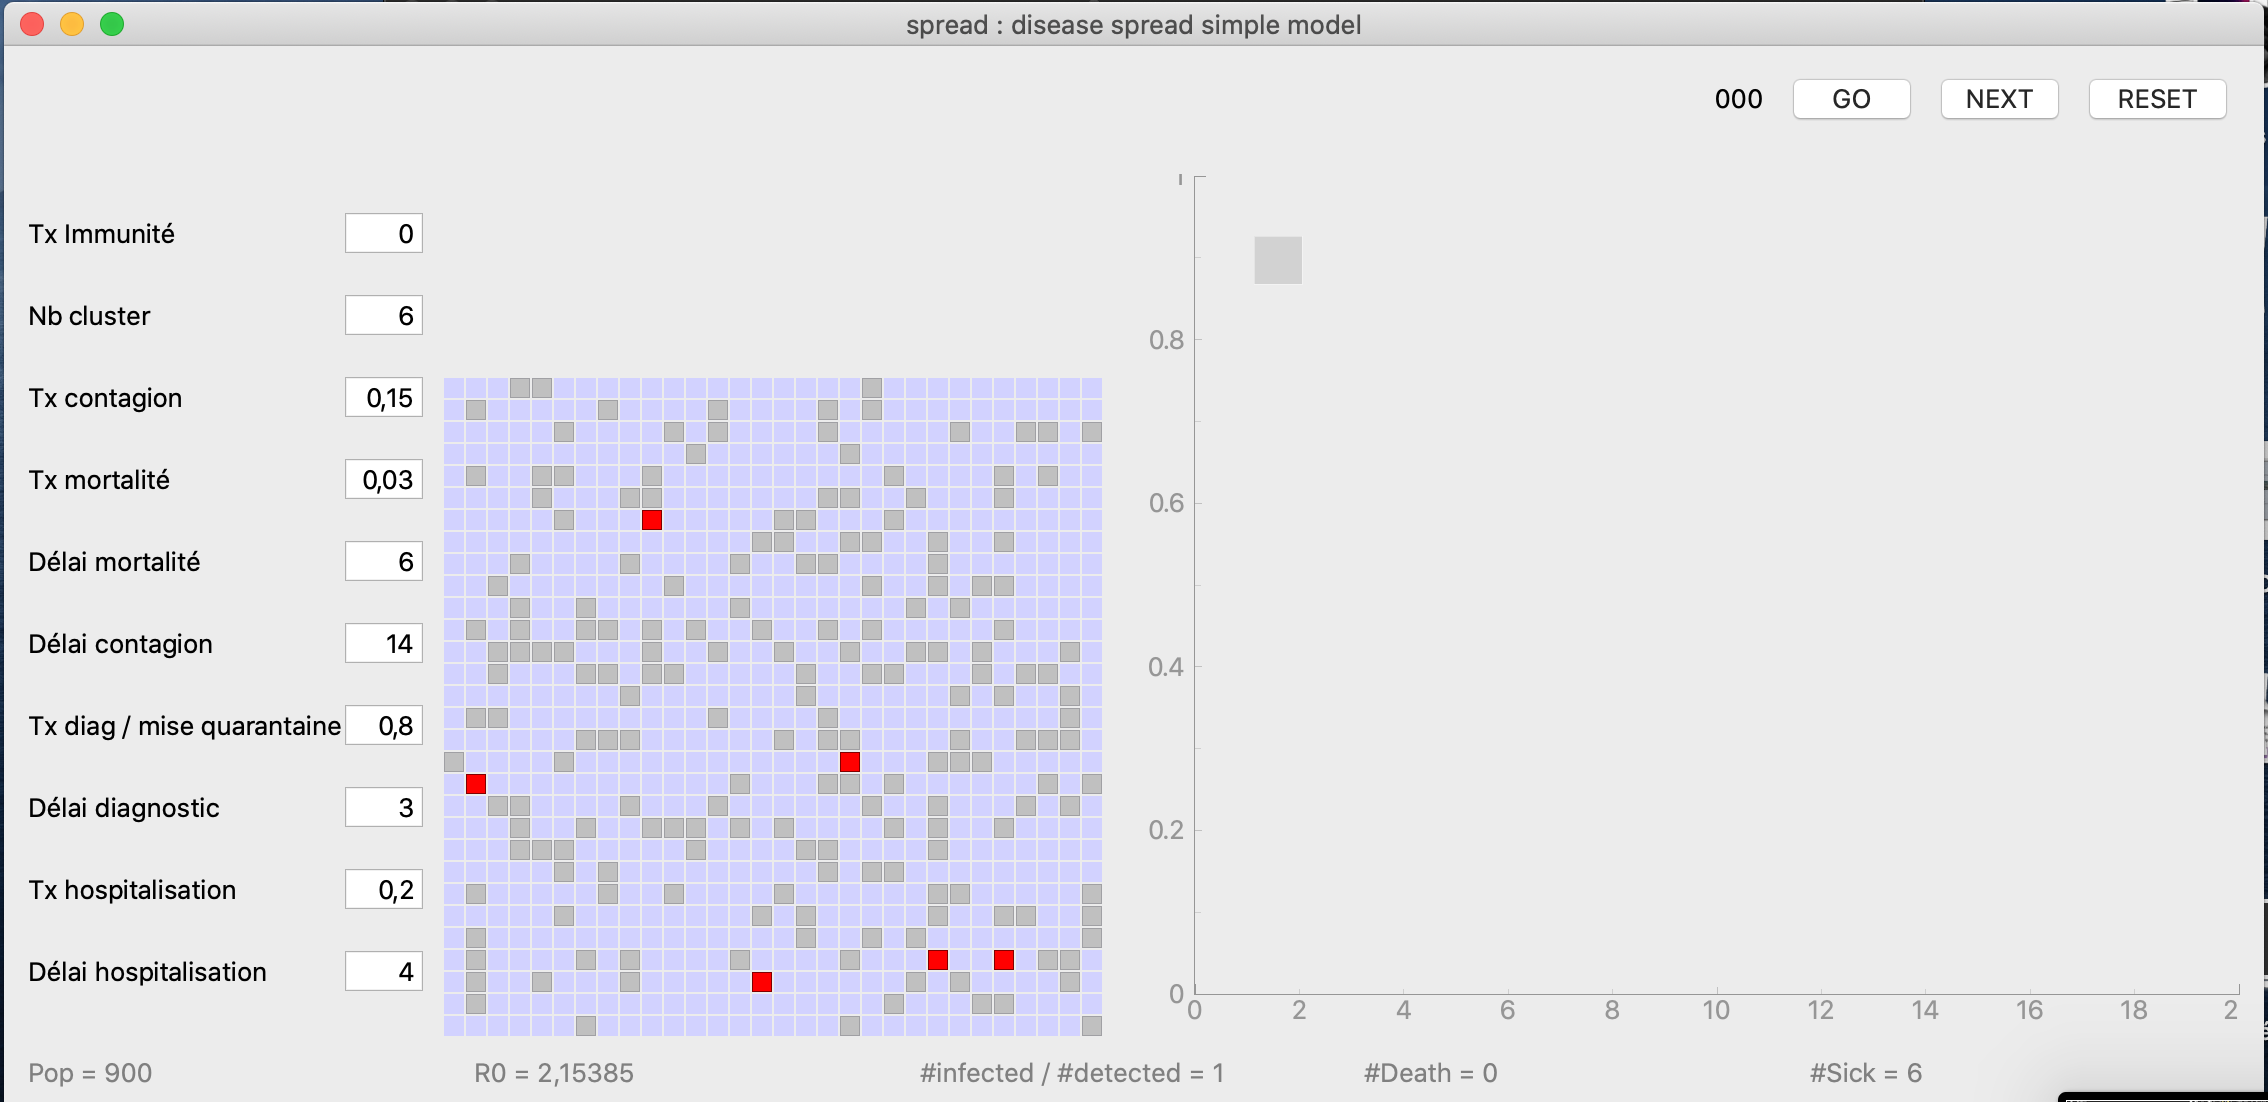 spread : disease spread simple model
000 GO NEXT RESET
Tx Immunité 0
Nb cluster 6
Tx contagion 0,15
Tx mortalité 0,03
Délai mortalité 6
Délai contagion 14
Tx diag / mise quarantaine 0,8
Délai diagnostic 3
Tx hospitalisation 0,2
Délai hospitalisation 4
0.8
0.6
0.4
0.2
0
0 2 4 6 8 10 12 14 16 18 2
Pop = 900 R0 = 2,15385 #infected / #detected = 1 #Death = 0 #Sick = 6